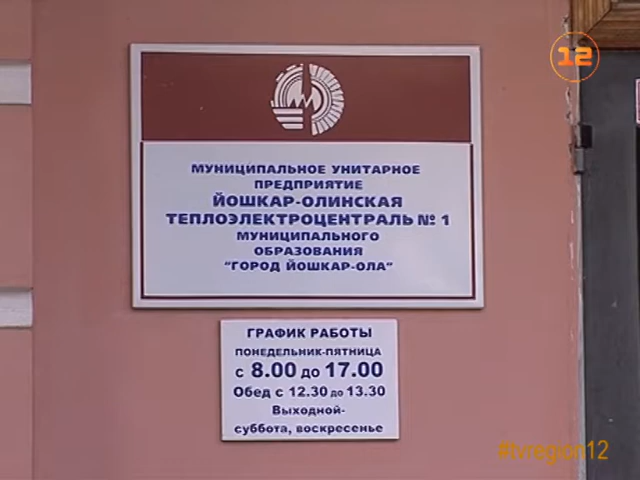 12
МУНИЦИПАЛЬНОЕ УНИТАРНОЕ
ПРЕДПРИЯТИЕ
ЙОШКАР-ОЛИНСКАЯ
ТЕПЛОЭЛЕКТРОЦЕНТРАЛЬ № 1
МУНИЦИПАЛЬНОГО
ОБРАЗОВАНИЯ
“ГОРОД ЙОШКАР-ОЛА”
ГРАФИК РАБОТЫ
ПОНЕДЕЛЬНИК-ПЯТНИЦА
с 8.00 до 17.00
Обед с 12.30 до 13.30
Выходной-
суббота, воскресенье
#tvregion12